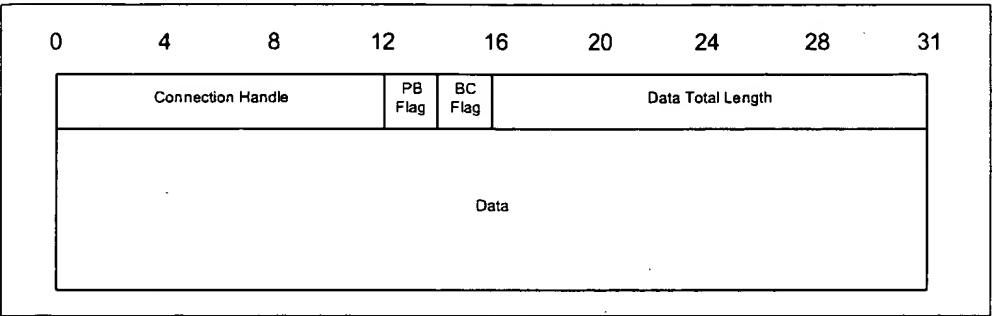 0 4 8 12 16 20 24 28 31
Connection Handle PB Flag BC Flag Data Total Length
Data